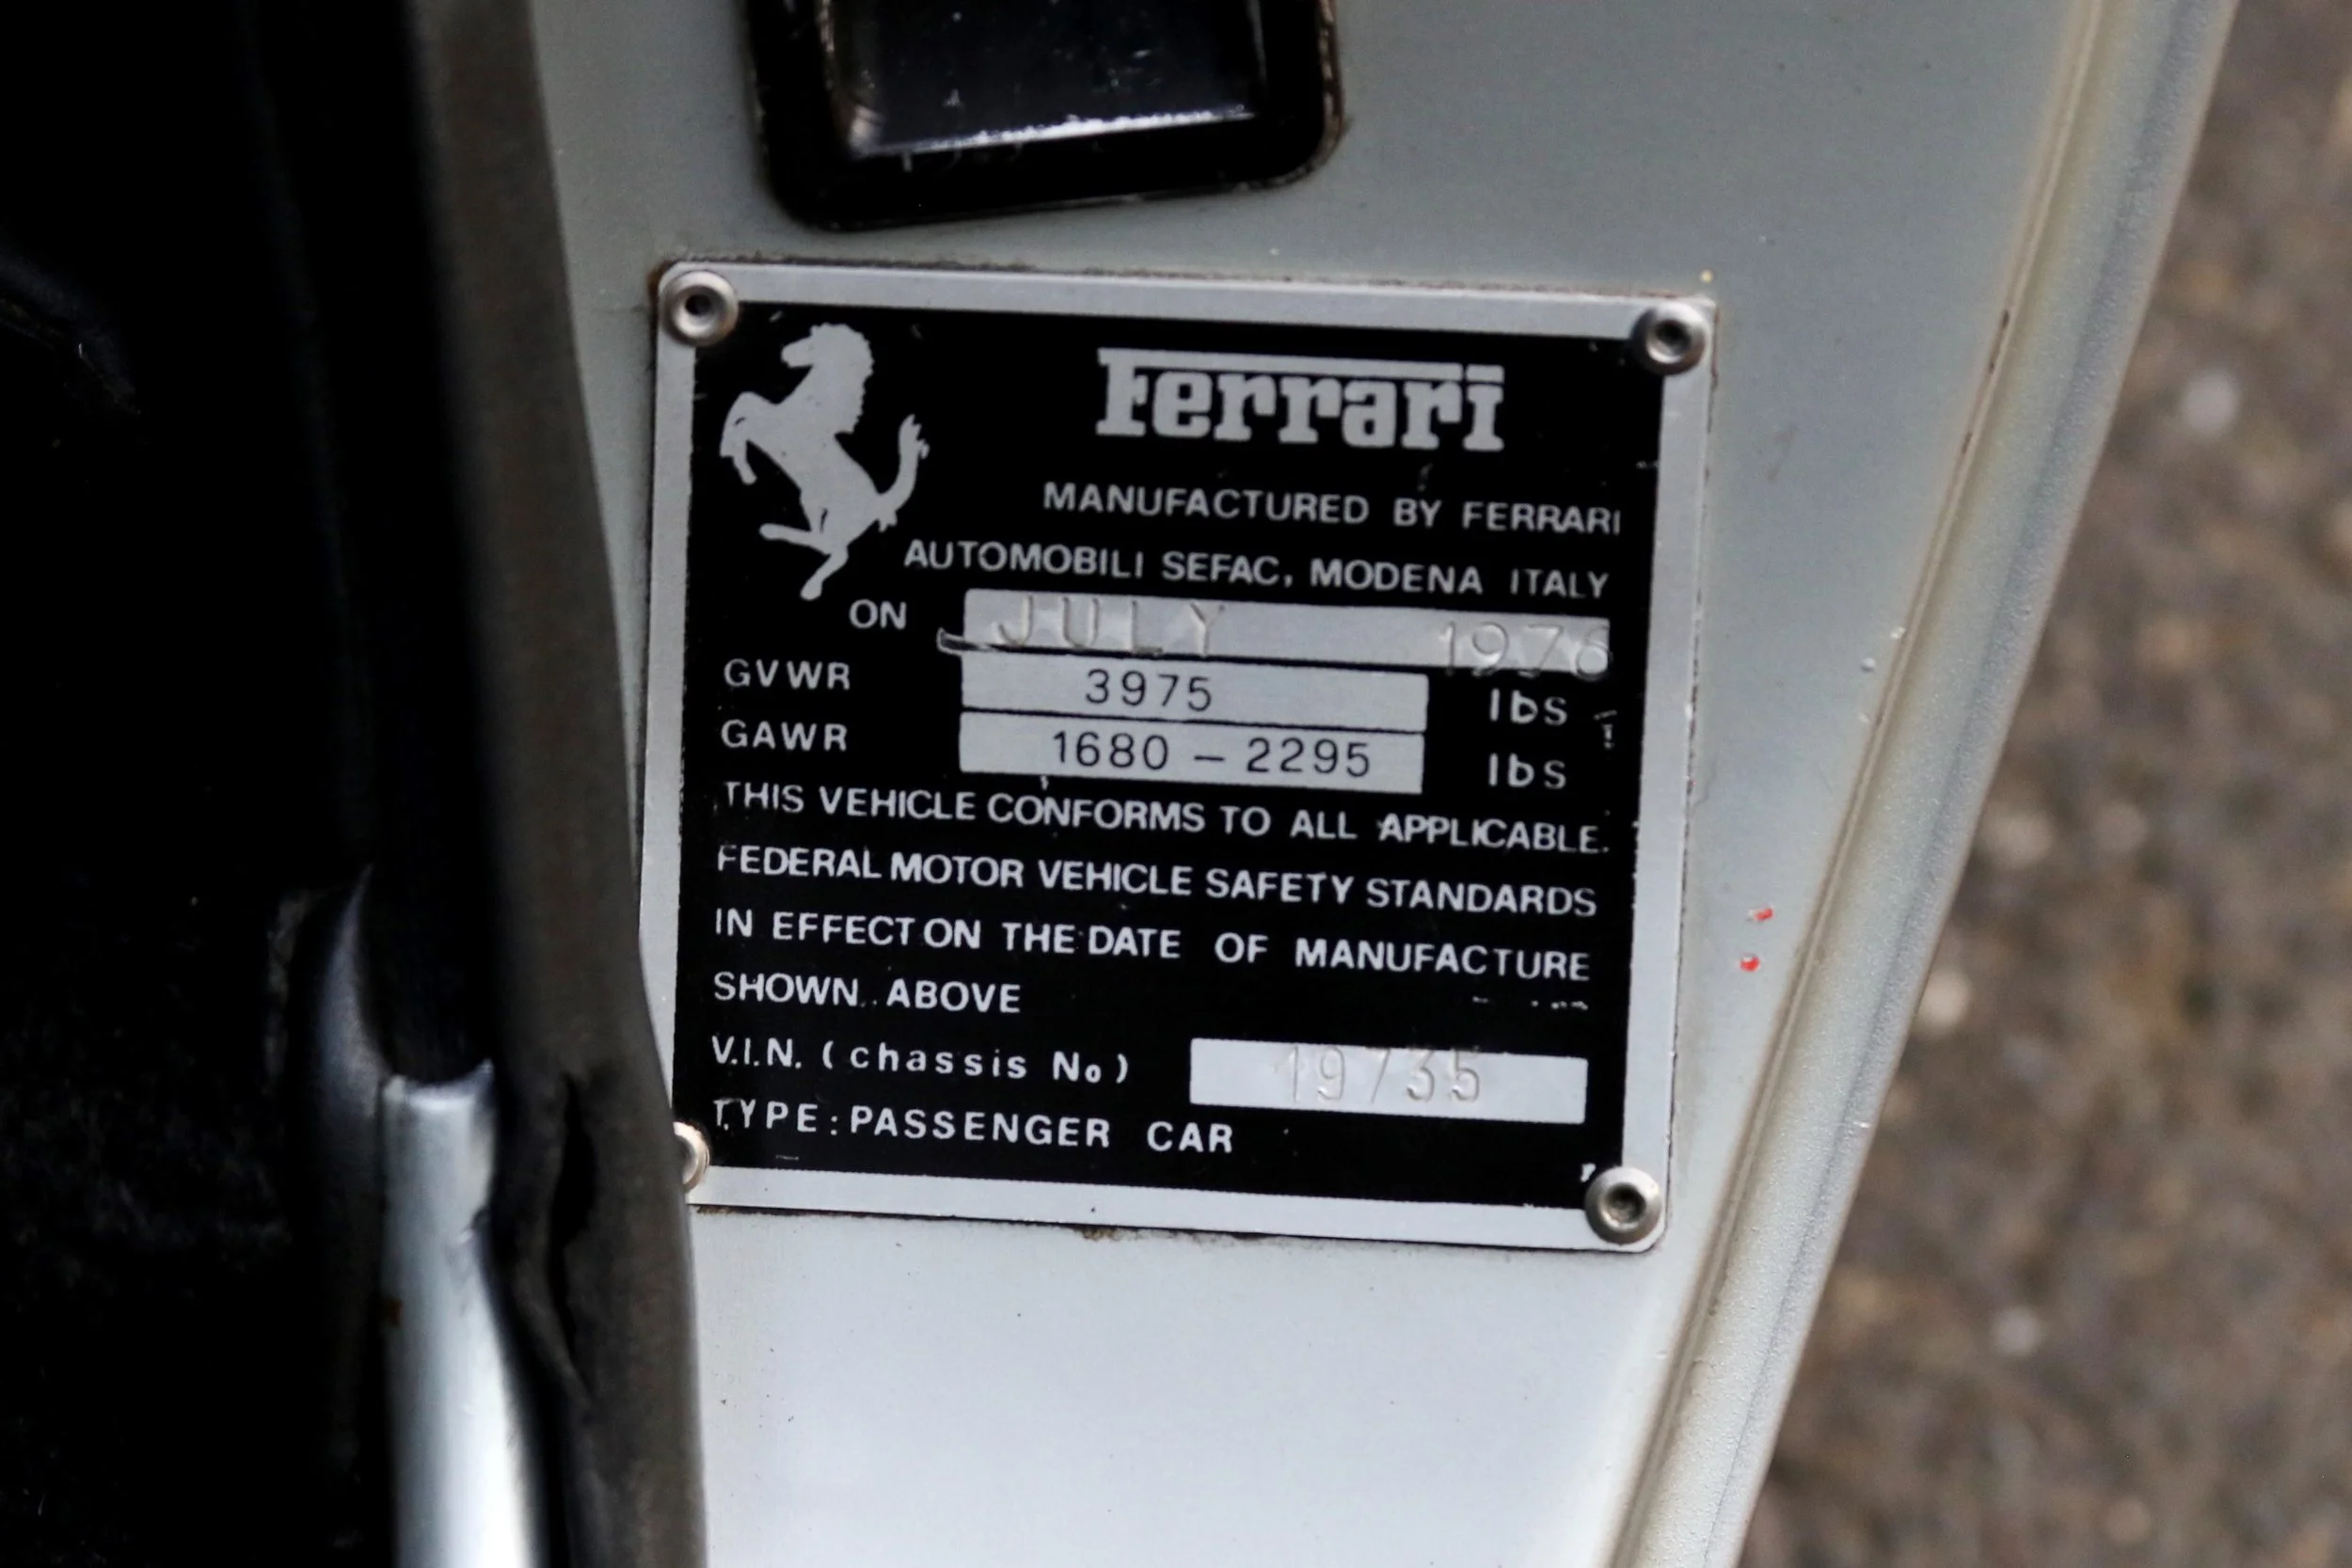 Ferrari
MANUFACTURED BY FERRARI
AUTOMOBILI SEFAC, MODENA ITALY
ON JULY 1976
GVWR 3975 lbs
GAWR 1680 – 2295 lbs
THIS VEHICLE CONFORMS TO ALL APPLICABLE.
FEDERAL MOTOR VEHICLE SAFETY STANDARDS
IN EFFECT ON THE DATE OF MANUFACTURE
SHOWN ABOVE
V.I.N. (chassis No) 19735
TYPE: PASSENGER CAR